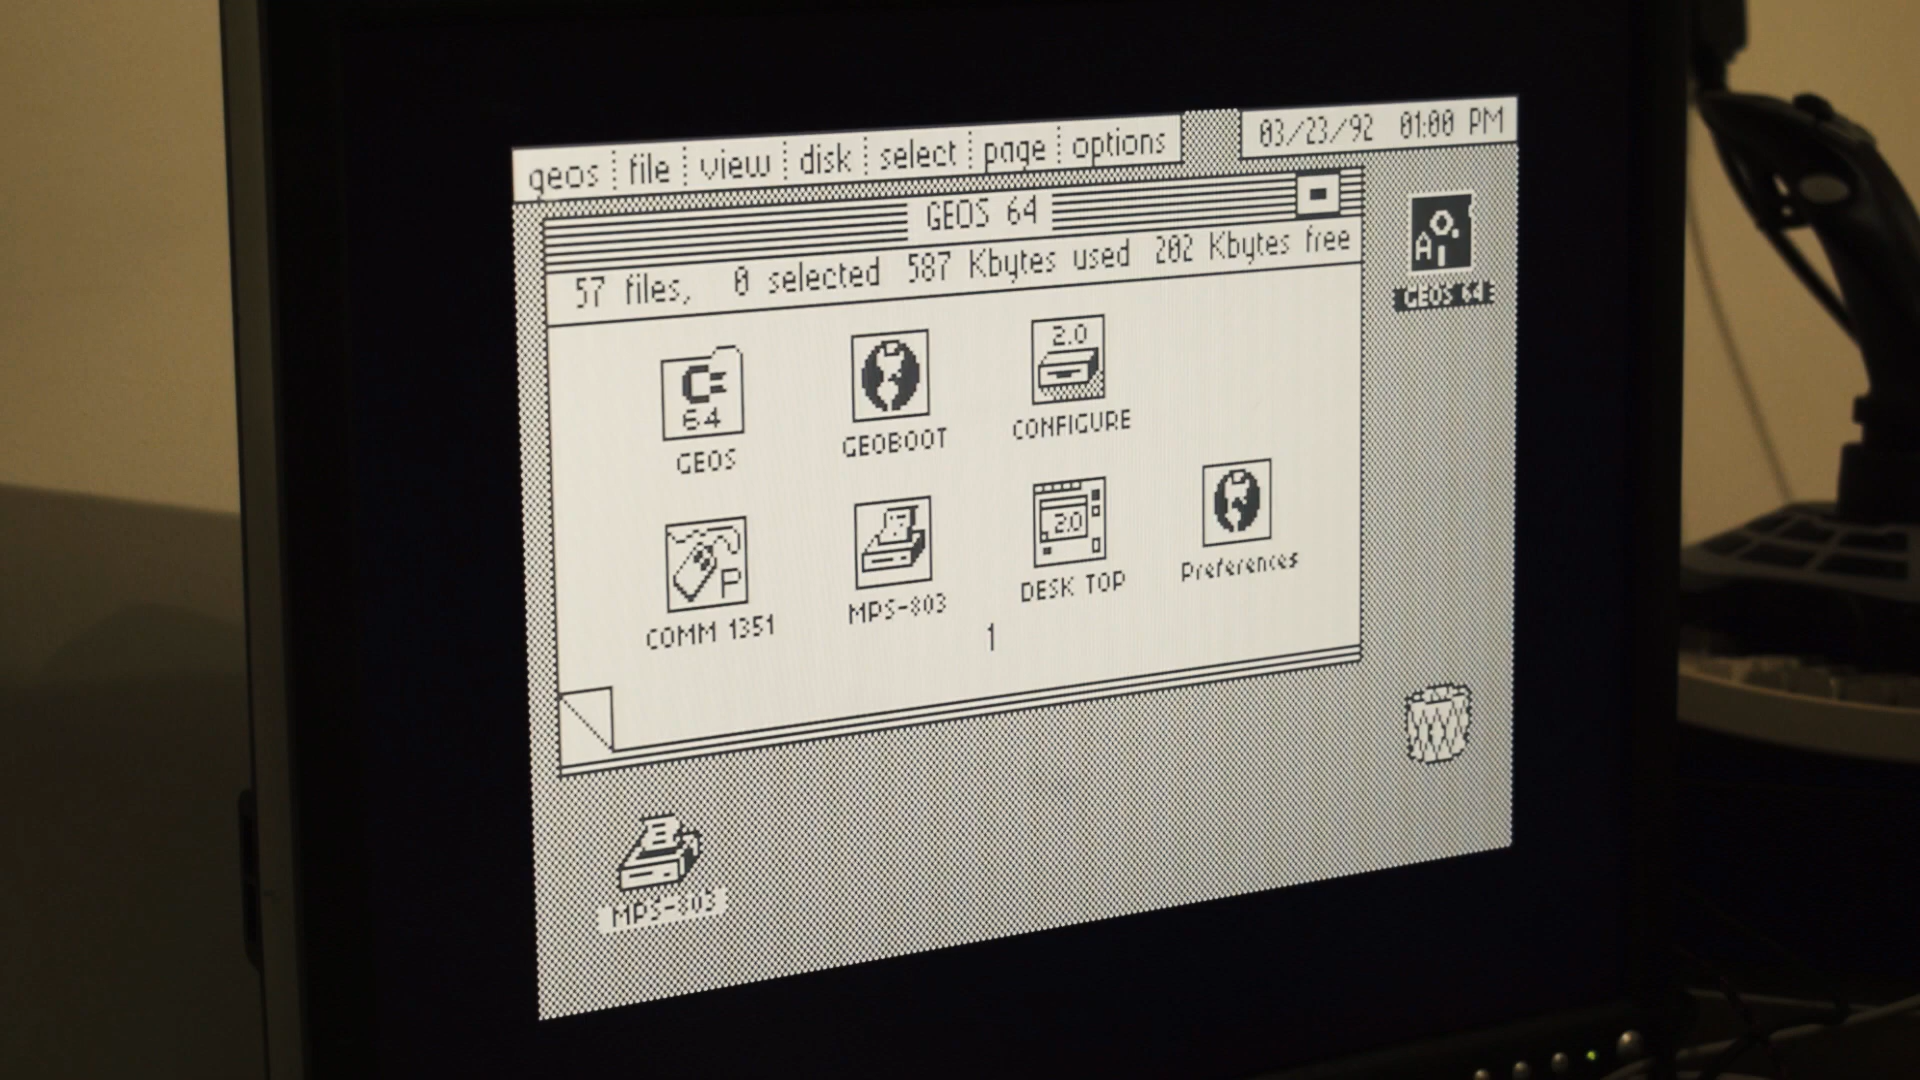 geos file view disk select page options 03/23/92 01:00 PM
GEOS 64
57 files, 0 selected 587 Kbytes used 202 Kbytes free
A O. I
GEOS 64
C= 64
2.0
GEOS GEOBOOT CONFIGURE
P
2.0
COMM 1351 MPS-803 DESK TOP Preferences
1
MPS-803